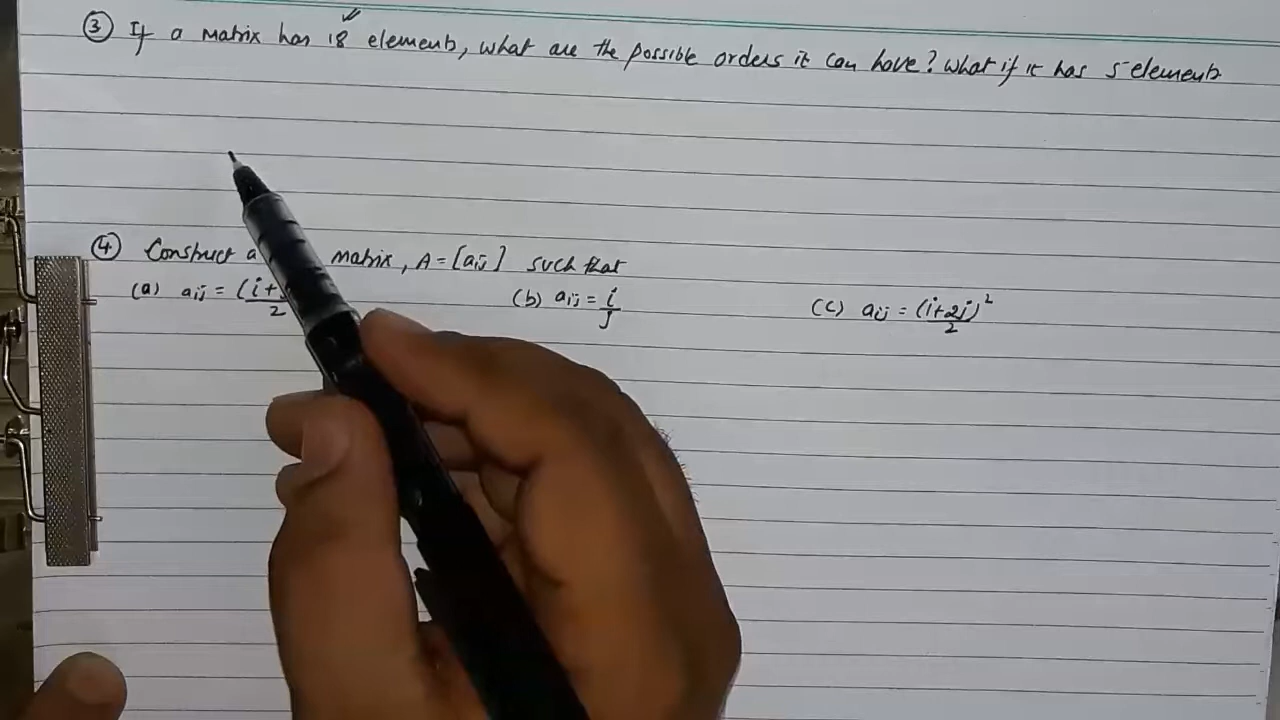 ③ If a matrix has 18 elements, what are the possible orders it can have? What if it has 5 elements
④ Construct a matrix, A = [aij] such that
(a) aij = (i+ / 2 (b) aij = i/j (c) aij = (i+2j)²/2